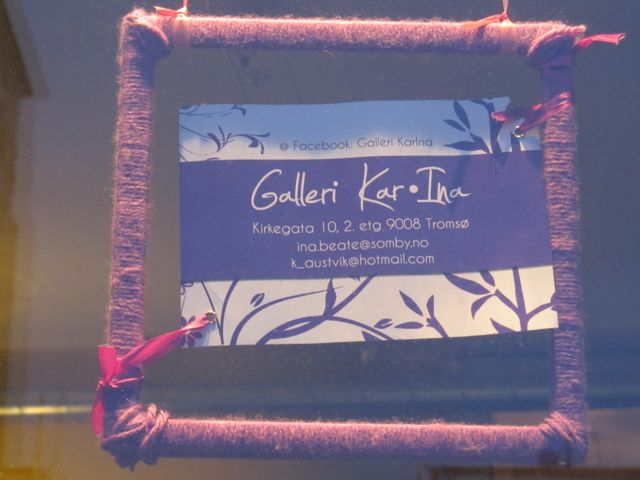 @ Facebook: Galleri KarIna
Galleri Kar•Ina
Kirkegata 10, 2. etg 9008 Tromsø
ina.beate@somby.no
k_austvik@hotmail.com